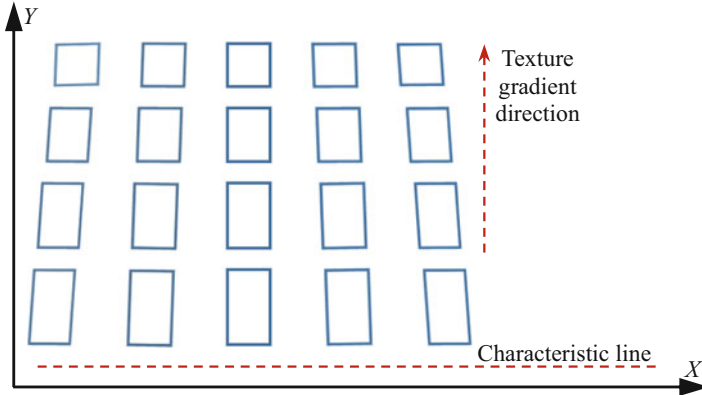 Y
Texture
gradient
direction
Characteristic line
X